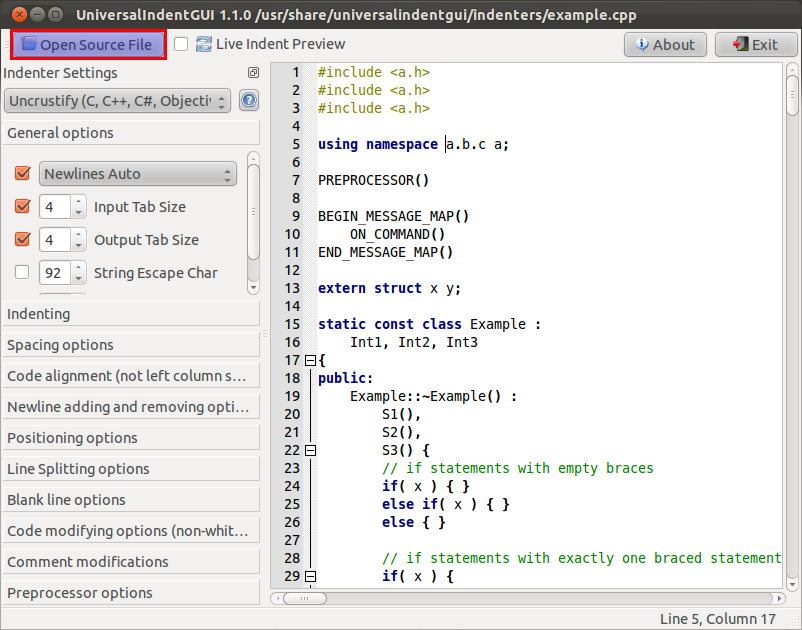 UniversalIndentGUI 1.1.0 /usr/share/universalindentgui/indenters/example.cpp
Open Source File Live Indent Preview About Exit
Indenter Settings
Uncrustify (C, C++, C#, Objecti
General options
Newlines Auto
4 Input Tab Size
4 Output Tab Size
92 String Escape Char
Indenting
Spacing options
Code alignment (not left column s...
Newline adding and removing opti...
Positioning options
Line Splitting options
Blank line options
Code modifying options (non-whit...
Comment modifications
Preprocessor options
1 #include <a.h>
2 #include <a.h>
3 #include <a.h>
4
5 using namespace a.b.c a;
6
7 PREPROCESSOR()
8
9 BEGIN_MESSAGE_MAP()
10     ON_COMMAND()
11 END_MESSAGE_MAP()
12
13 extern struct x y;
14
15 static const class Example :
16     Int1, Int2, Int3
17 {
18 public:
19     Example::~Example() :
20         S1(),
21         S2(),
22         S3() {
23         // if statements with empty braces
24         if( x ) { }
25         else if( x ) { }
26         else { }
27
28         // if statements with exactly one braced statement
29         if( x ) {
Line 5, Column 17